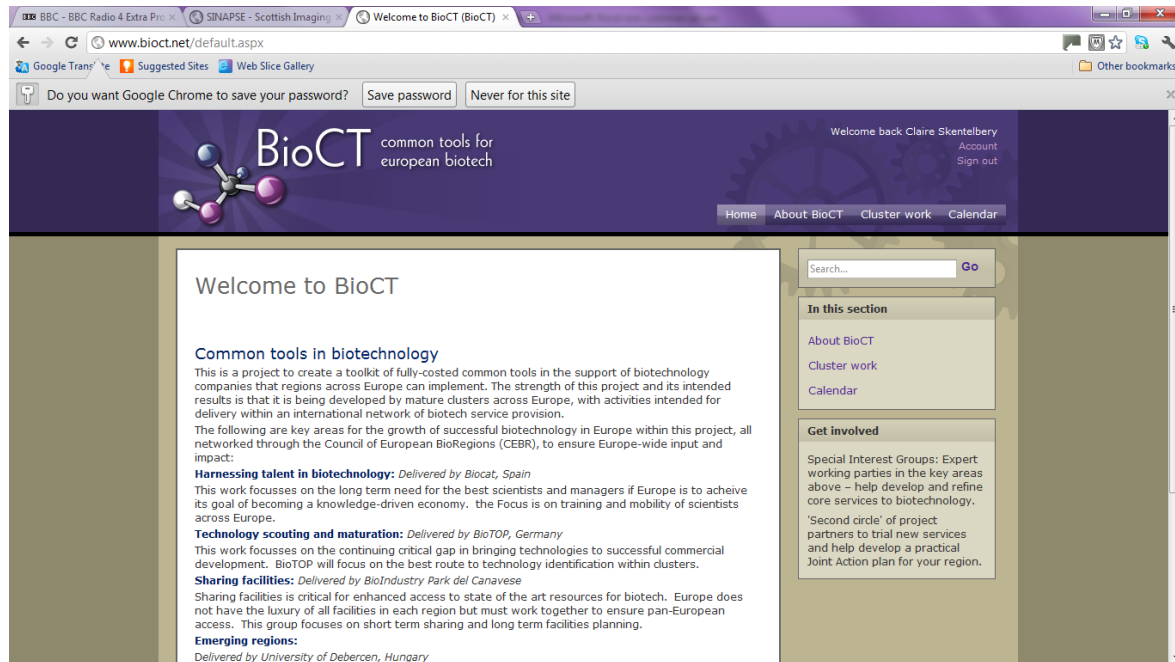 BBC - BBC Radio 4 Extra Pro
SINAPSE - Scottish Imaging
Welcome to BioCT (BioCT)
www.bioct.net/default.aspx
Google Trans te
Suggested Sites
Web Slice Gallery
Other bookmarks
Do you want Google Chrome to save your password?
Save password
Never for this site
BioCT
common tools for
european biotech
Welcome back Claire Skentelbery
Account
Sign out
Home
About BioCT
Cluster work
Calendar
Welcome to BioCT
Common tools in biotechnology
This is a project to create a toolkit of fully-costed common tools in the support of biotechnology
companies that regions across Europe can implement. The strength of this project and its intended
results is that it is being developed by mature clusters across Europe, with activities intended for
delivery within an international network of biotech service provision.
The following are key areas for the growth of successful biotechnology in Europe within this project, all
networked through the Council of European BioRegions (CEBR), to ensure Europe-wide input and
impact:
Harnessing talent in biotechnology: Delivered by Biocat, Spain
This work focusses on the long term need for the best scientists and managers if Europe is to acheive
its goal of becoming a knowledge-driven economy.  the Focus is on training and mobility of scientists
across Europe.
Technology scouting and maturation: Delivered by BioTOP, Germany
This work focusses on the continuing critical gap in bringing technologies to successful commercial
development.  BioTOP will focus on the best route to technology identification within clusters.
Sharing facilities: Delivered by BioIndustry Park del Canavese
Sharing facilities is critical for enhanced access to state of the art resources for biotech.  Europe does
not have the luxury of all facilities in each region but must work together to ensure pan-European
access.  This group focuses on short term sharing and long term facilities planning.
Emerging regions:
Delivered by University of Debercen, Hungary
Search...
Go
In this section
About BioCT
Cluster work
Calendar
Get involved
Special Interest Groups: Expert
working parties in the key areas
above – help develop and refine
core services to biotechnology.
'Second circle' of project
partners to trial new services
and help develop a practical
Joint Action plan for your region.